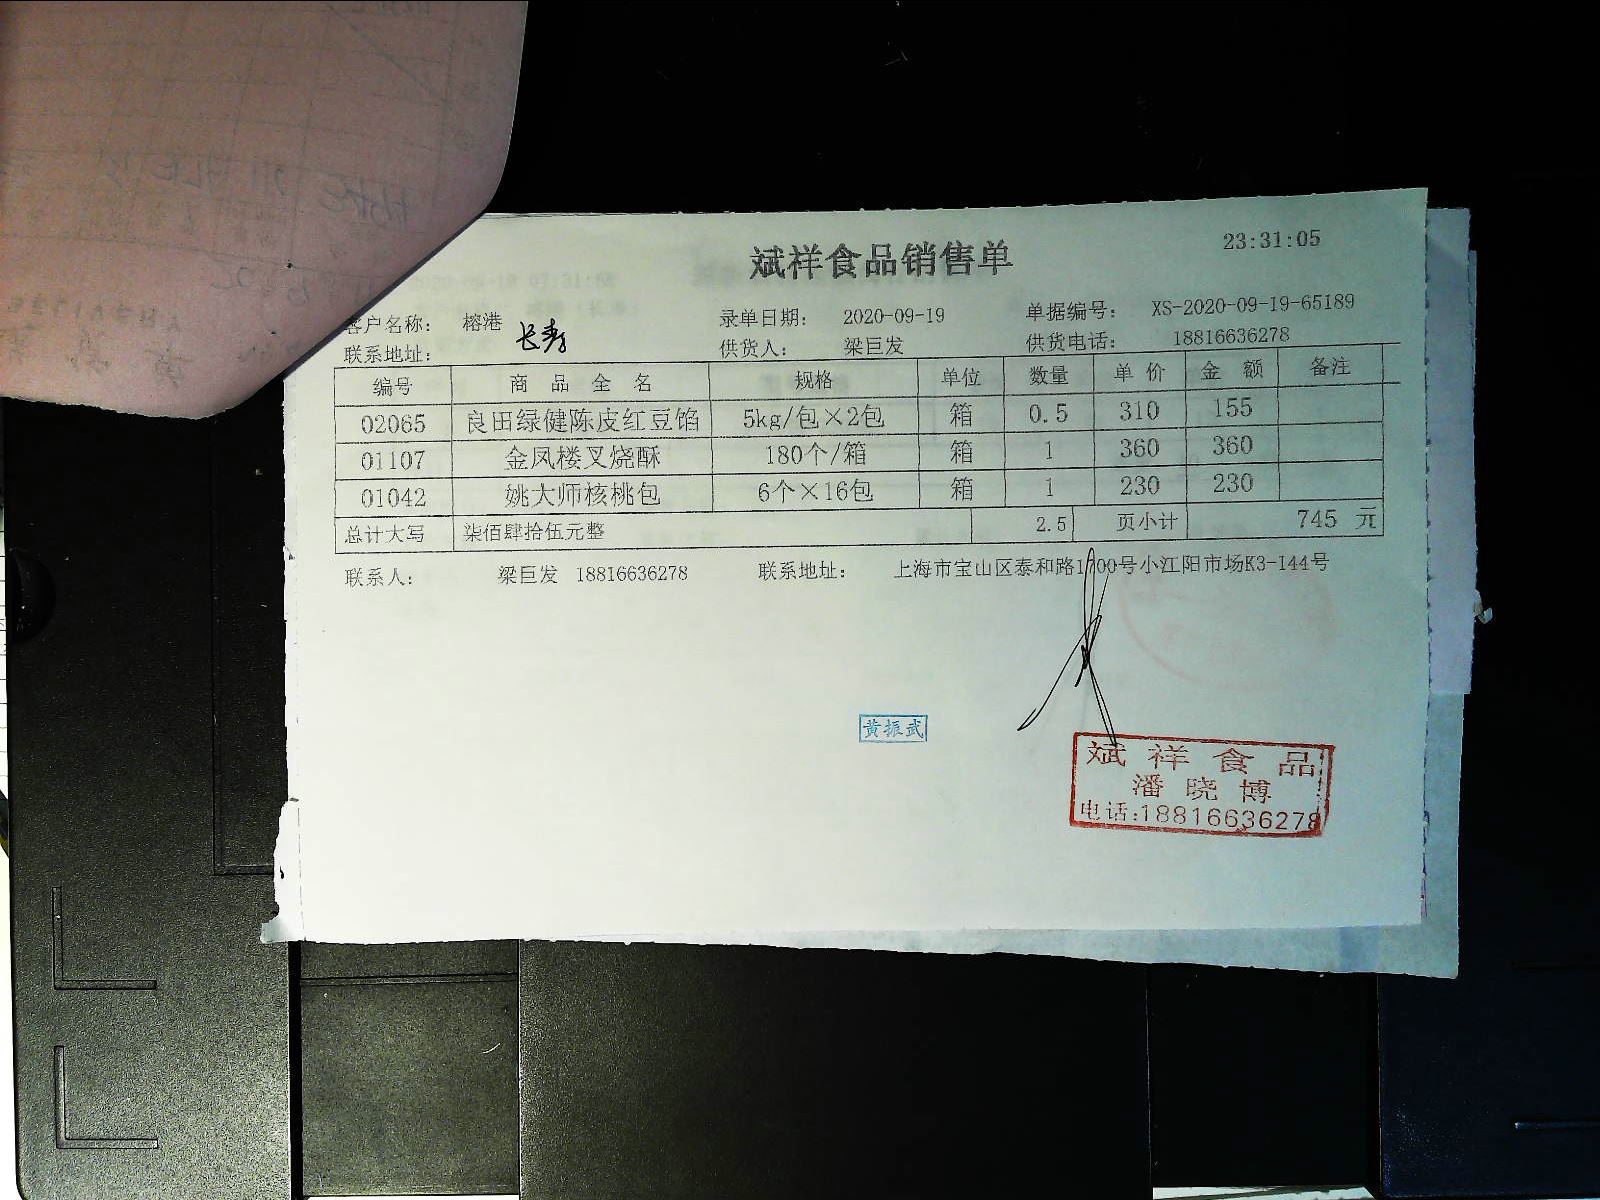 斌祥食品销售单
23:31:05
客户名称: 榕港 长寿 录单日期: 2020-09-19 单据编号: XS-2020-09-19-65189
联系地址: 供货人: 梁巨发 供货电话: 18816636278
编号 商品全名 规格 单位 数量 单价 金额 备注
02065 良田绿健陈皮红豆馅 5kg/包×2包 箱 0.5 310 155
01107 金凤楼叉烧酥 180个/箱 箱 1 360 360
01042 姚大师核桃包 6个×16包 箱 1 230 230
总计大写 柒佰肆拾伍元整 2.5 页小计 745 元
联系人: 梁巨发 18816636278 联系地址: 上海市宝山区泰和路1700号小江阳市场K3-144号
黄振武
斌祥食品
潘晓博
电话:18816636278